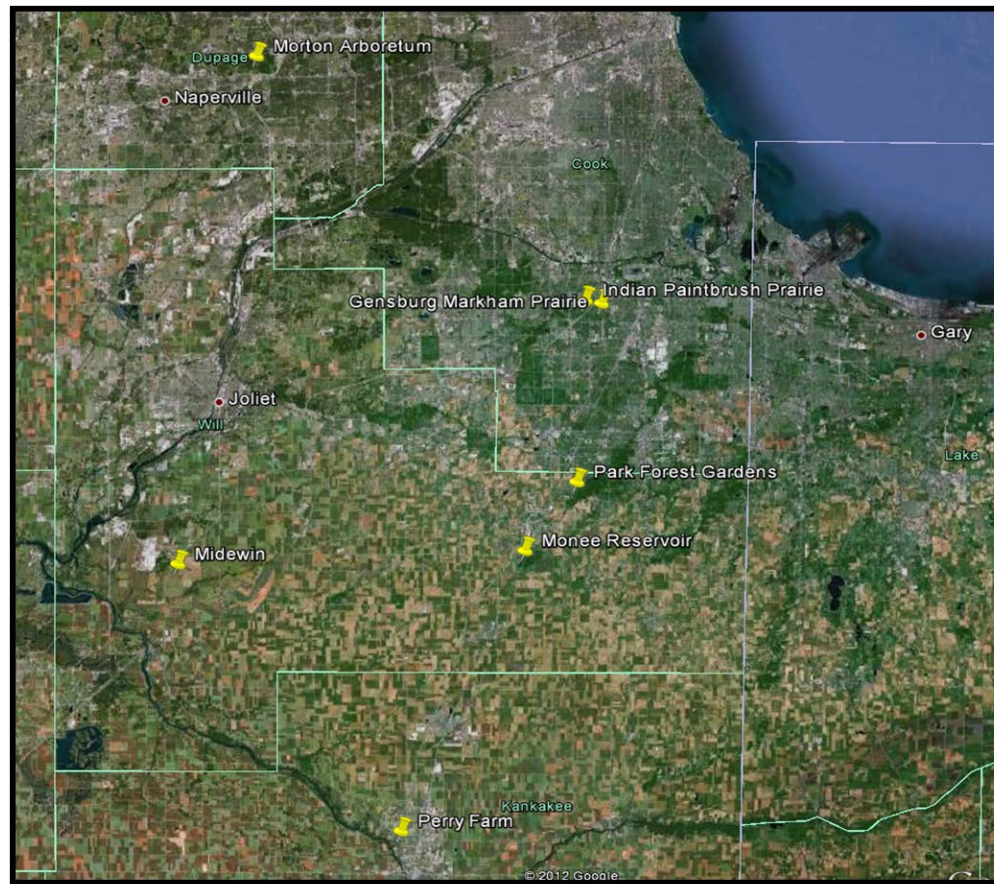 Morton Arboretum
Dupage
Naperville
Cook
Indian Paintbrush Prairie
Gensburg Markham Prairie
Gary
Joliet
Will
Lake
Park Forest Gardens
Monee Reservoir
Midewin
Kankakee
Perry Farm
© 2012 Google